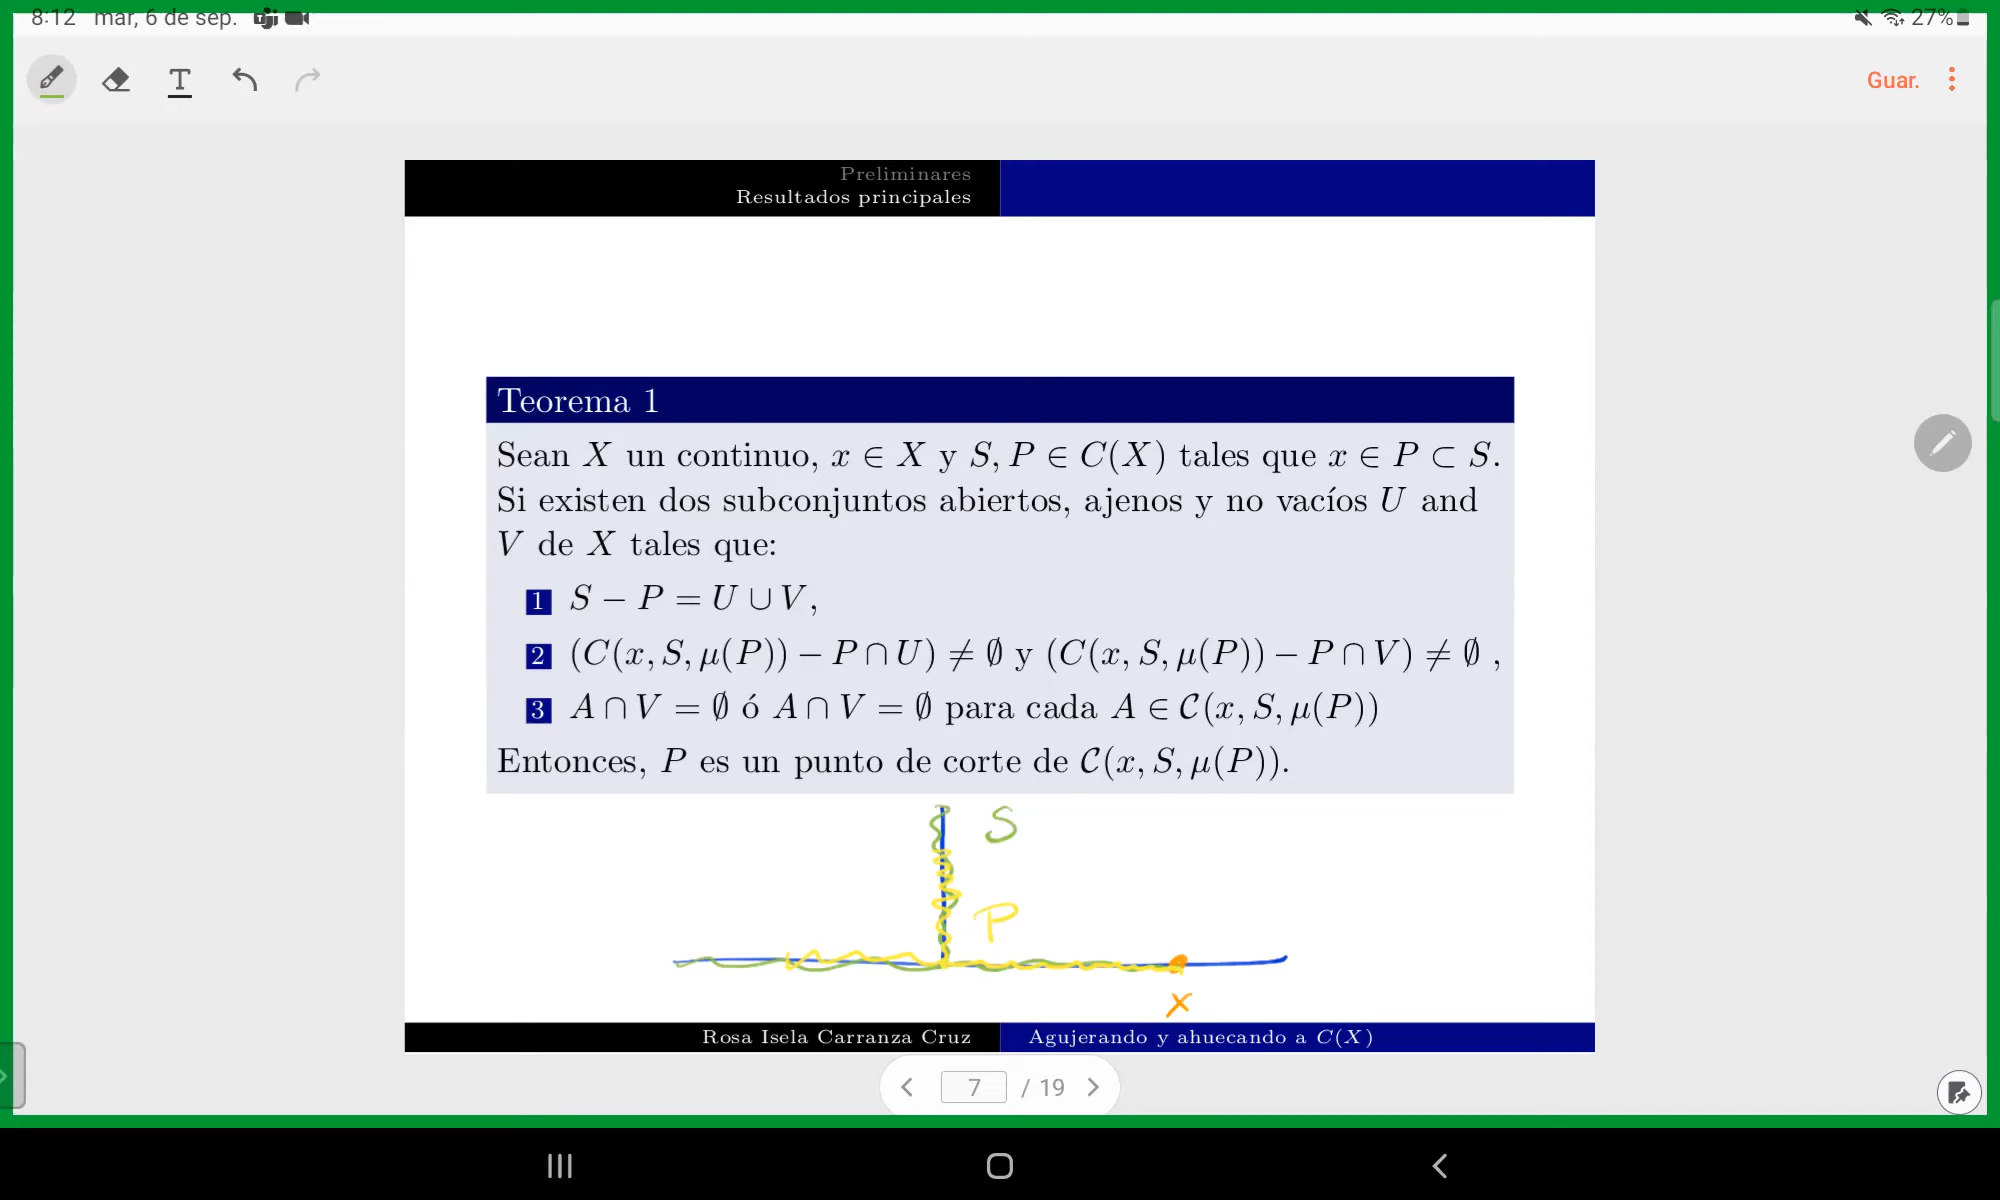 8:12 mar, 6 de sep. 27%
T Guar.
Preliminares
Resultados principales
Teorema 1
Sean X un continuo, x ∈ X y S, P ∈ C(X) tales que x ∈ P ⊂ S.
Si existen dos subconjuntos abiertos, ajenos y no vacíos U and
V de X tales que:
1 S − P = U ∪ V,
2 (C(x, S, μ(P)) − P ∩ U) ≠ ∅ y (C(x, S, μ(P)) − P ∩ V) ≠ ∅ ,
3 A ∩ V = ∅ ó A ∩ V = ∅ para cada A ∈ 𝒞(x, S, μ(P))
Entonces, P es un punto de corte de 𝒞(x, S, μ(P)).
S
P
x
Rosa Isela Carranza Cruz Agujerando y ahuecando a C(X)
7 / 19